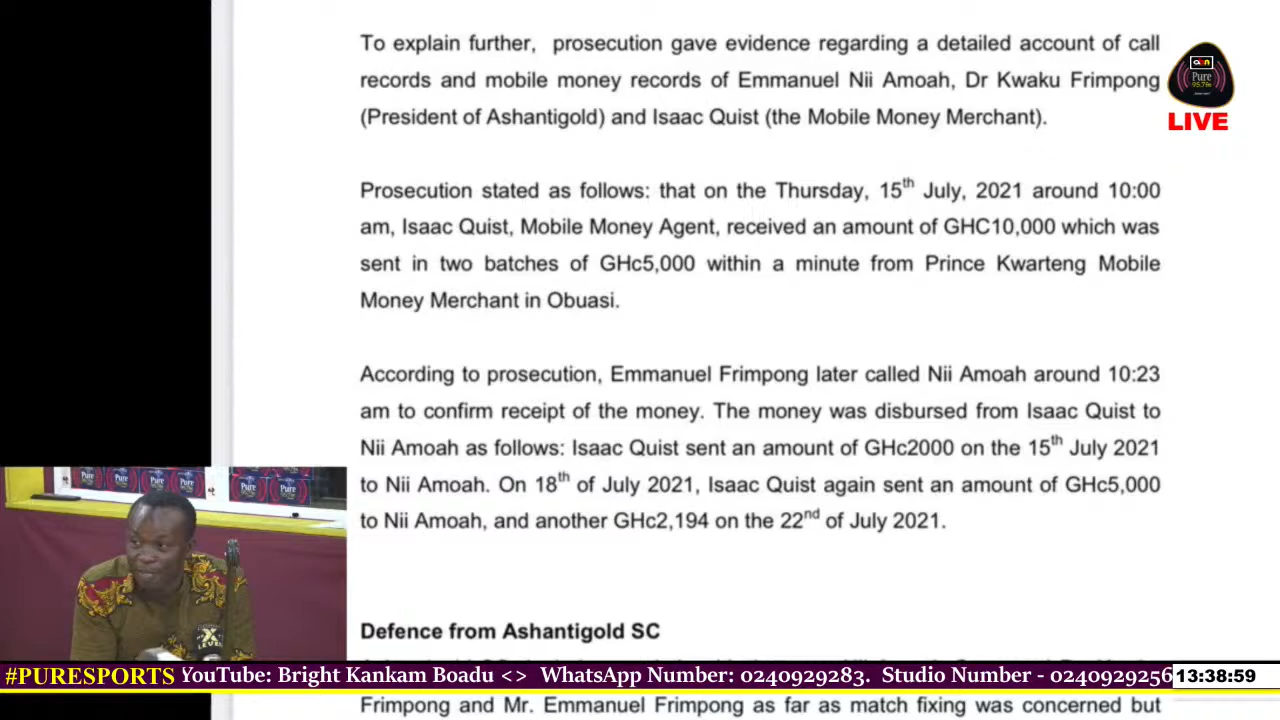 To explain further, prosecution gave evidence regarding a detailed account of call
records and mobile money records of Emmanuel Nii Amoah, Dr Kwaku Frimpong
(President of Ashantigold) and Isaac Quist (the Mobile Money Merchant).
Pure
95.7fm
LIVE
Prosecution stated as follows: that on the Thursday, 15th July, 2021 around 10:00
am, Isaac Quist, Mobile Money Agent, received an amount of GHC10,000 which was
sent in two batches of GHc5,000 within a minute from Prince Kwarteng Mobile
Money Merchant in Obuasi.
According to prosecution, Emmanuel Frimpong later called Nii Amoah around 10:23
am to confirm receipt of the money. The money was disbursed from Isaac Quist to
Nii Amoah as follows: Isaac Quist sent an amount of GHc2000 on the 15th July 2021
to Nii Amoah. On 18th of July 2021, Isaac Quist again sent an amount of GHc5,000
to Nii Amoah, and another GHc2,194 on the 22nd of July 2021.
Pure Pure Pure Pure
Pure Pure
LEVEL
Defence from Ashantigold SC
#PURESPORTS YouTube: Bright Kankam Boadu <> WhatsApp Number: 0240929283. Studio Number - 0240929256 13:38:59
Frimpong and Mr. Emmanuel Frimpong as far as match fixing was concerned but